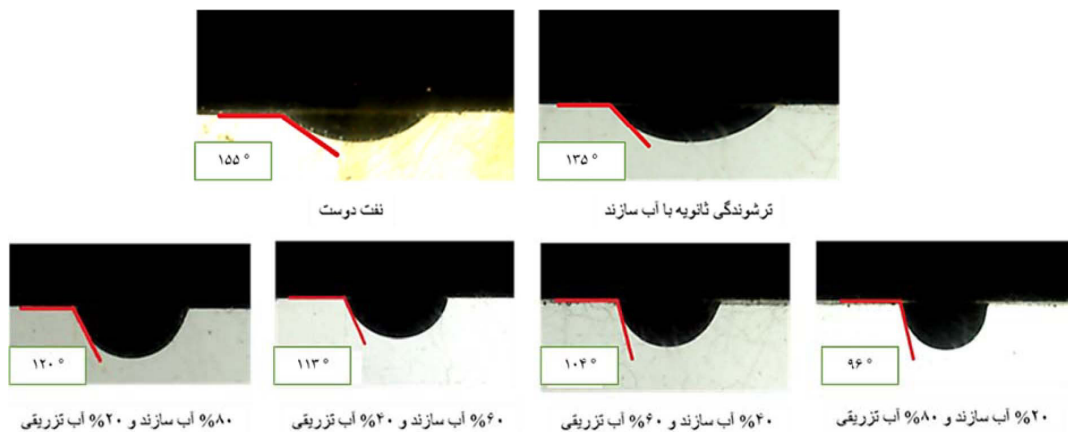 ۱۵۵ °
۱۳۵ °
نفت دوست
ترشوندگی ثانویه با آب سازند
۱۲۰ °
۱۱۳ °
۱۰۴ °
۹۶ °
۸۰% آب سازند و ۲۰% آب تزریقی
۶۰% آب سازند و ۴۰% آب تزریقی
۴۰% آب سازند و ۶۰% آب تزریقی
۲۰% آب سازند و ۸۰% آب تزریقی